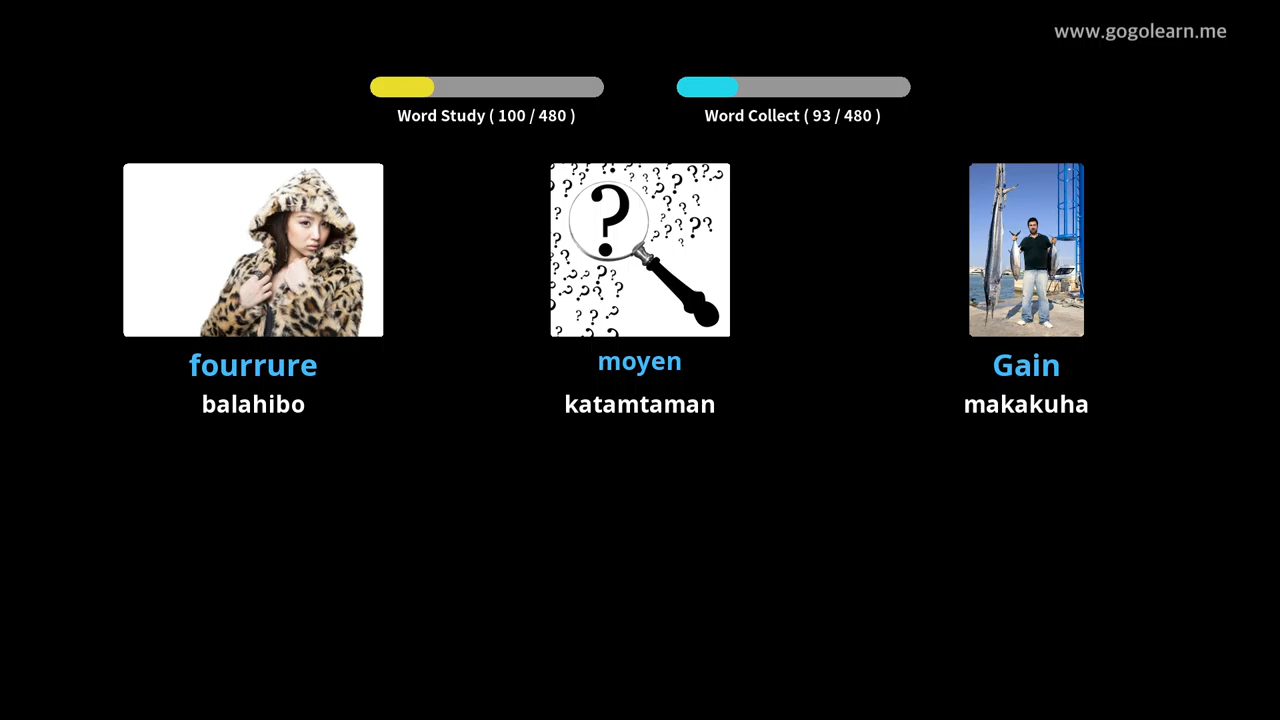 www.gogolearn.me
Word Study ( 100 / 480 )
Word Collect ( 93 / 480 )
fourrure
balahibo
moyen
katamtaman
Gain
makakuha